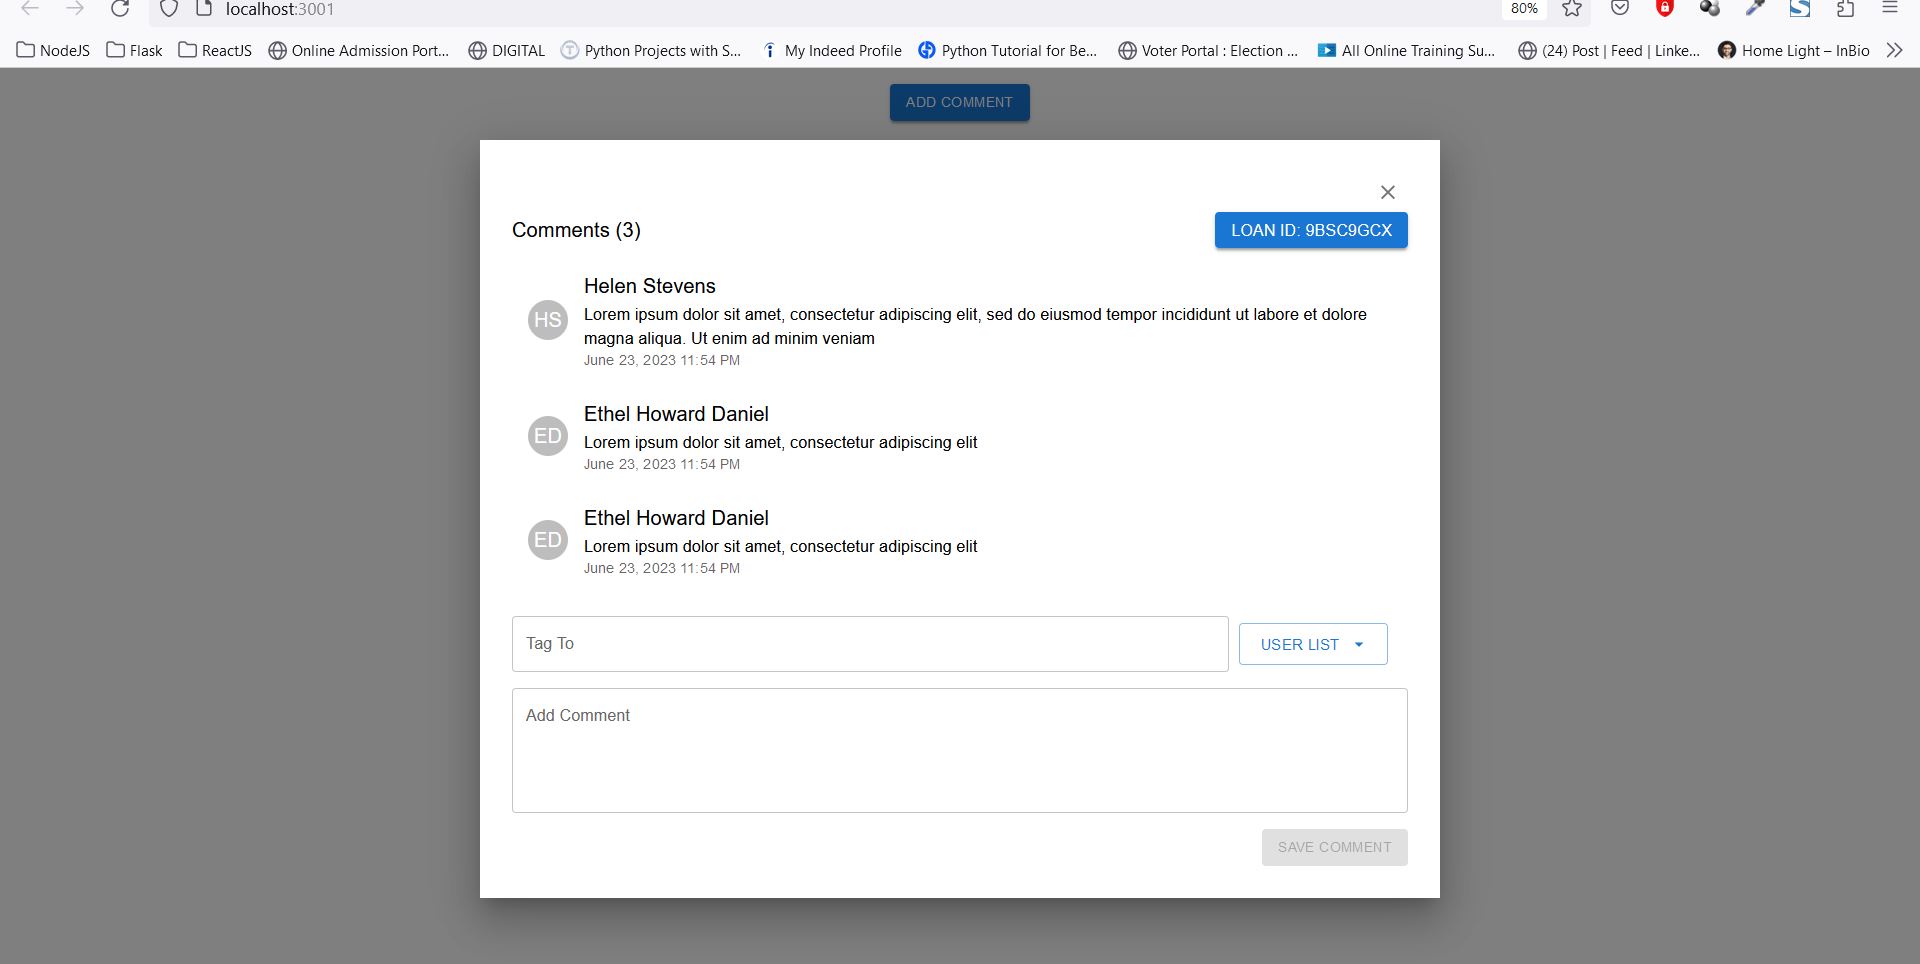 localhost:3001
80%
NodeJS Flask ReactJS Online Admission Port... DIGITAL Python Projects with S... My Indeed Profile Python Tutorial for Be... Voter Portal : Election ... All Online Training Su... (24) Post | Feed | Linke... Home Light – InBio
ADD COMMENT
Comments (3)
LOAN ID: 9BSC9GCX
HS
Helen Stevens
Lorem ipsum dolor sit amet, consectetur adipiscing elit, sed do eiusmod tempor incididunt ut labore et dolore
magna aliqua. Ut enim ad minim veniam
June 23, 2023 11:54 PM
ED
Ethel Howard Daniel
Lorem ipsum dolor sit amet, consectetur adipiscing elit
June 23, 2023 11:54 PM
ED
Ethel Howard Daniel
Lorem ipsum dolor sit amet, consectetur adipiscing elit
June 23, 2023 11:54 PM
Tag To
USER LIST
Add Comment
SAVE COMMENT